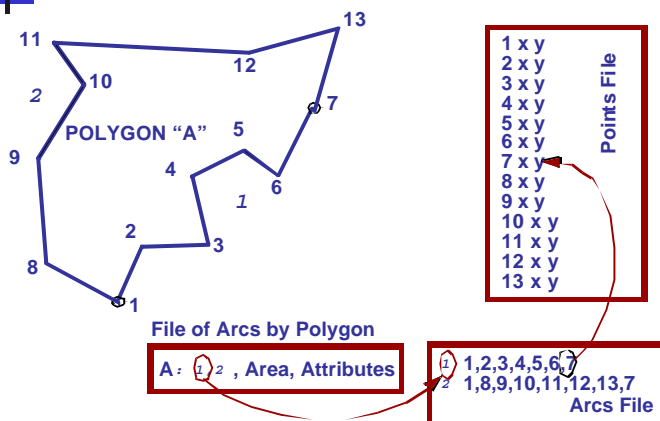 13
11
12
10
2
7
POLYGON “A”
5
9
4
6
1
2
3
8
1
1 x y
2 x y
3 x y
4 x y
5 x y
6 x y
7 x y
8 x y
9 x y
10 x y
11 x y
12 x y
13 x y
Points File
File of Arcs by Polygon
A: 1, 2 , Area, Attributes
1 1,2,3,4,5,6,7
2 1,8,9,10,11,12,13,7
Arcs File